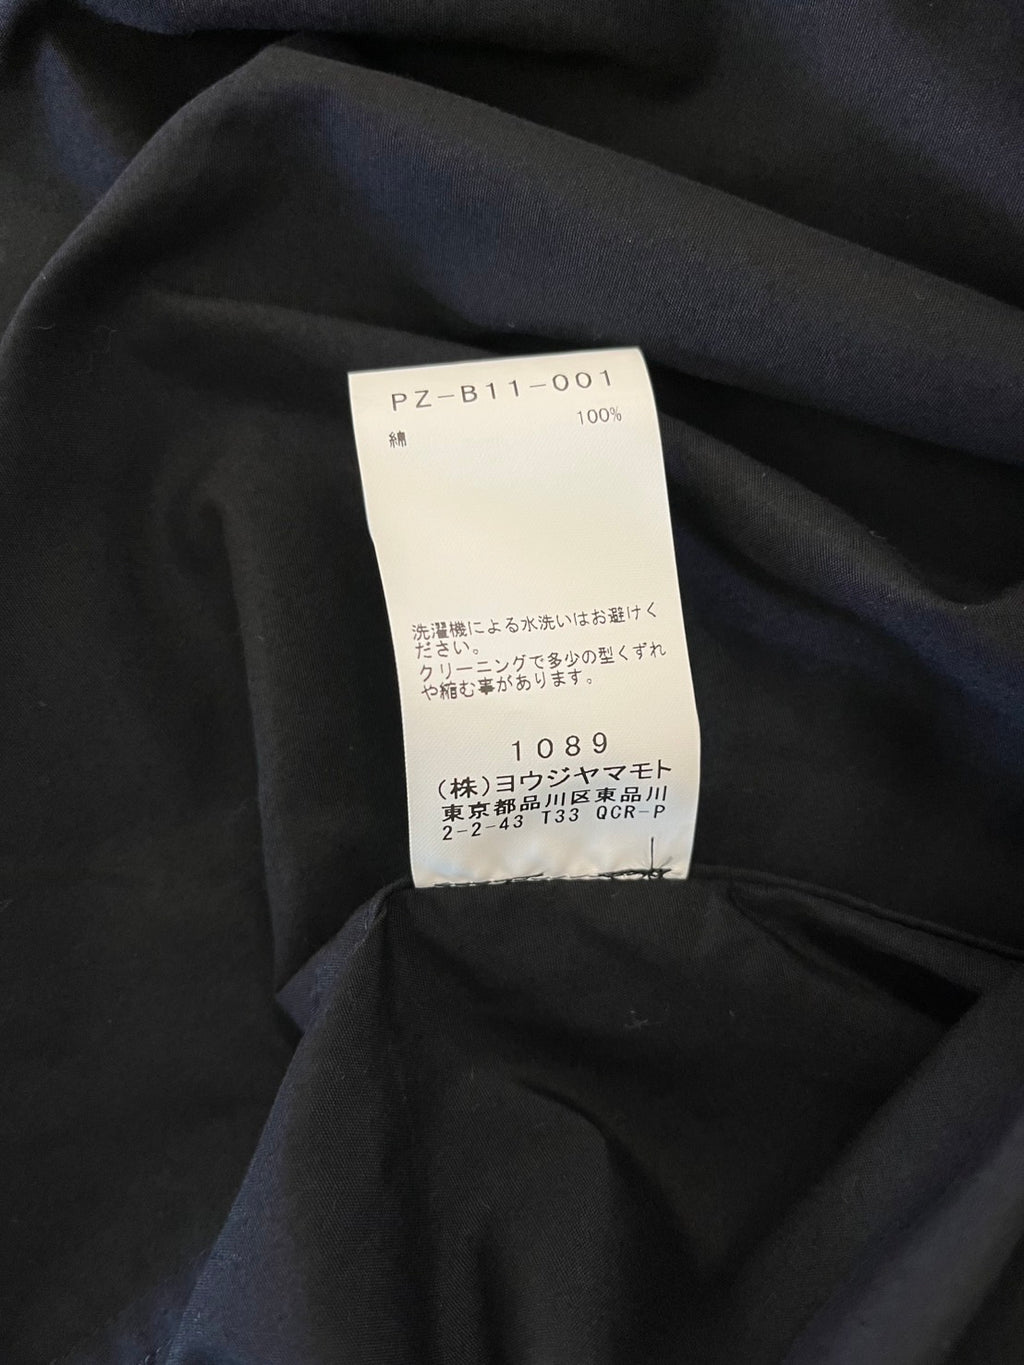 PZ-B11-001
綿 100%
洗濯機による水洗いはお避けく
ださい。
クリーニングで多少の型くずれ
や縮む事があります。
1089
(株)ヨウジヤマモト
東京都品川区東品川
2-2-43 T33 QCR-P